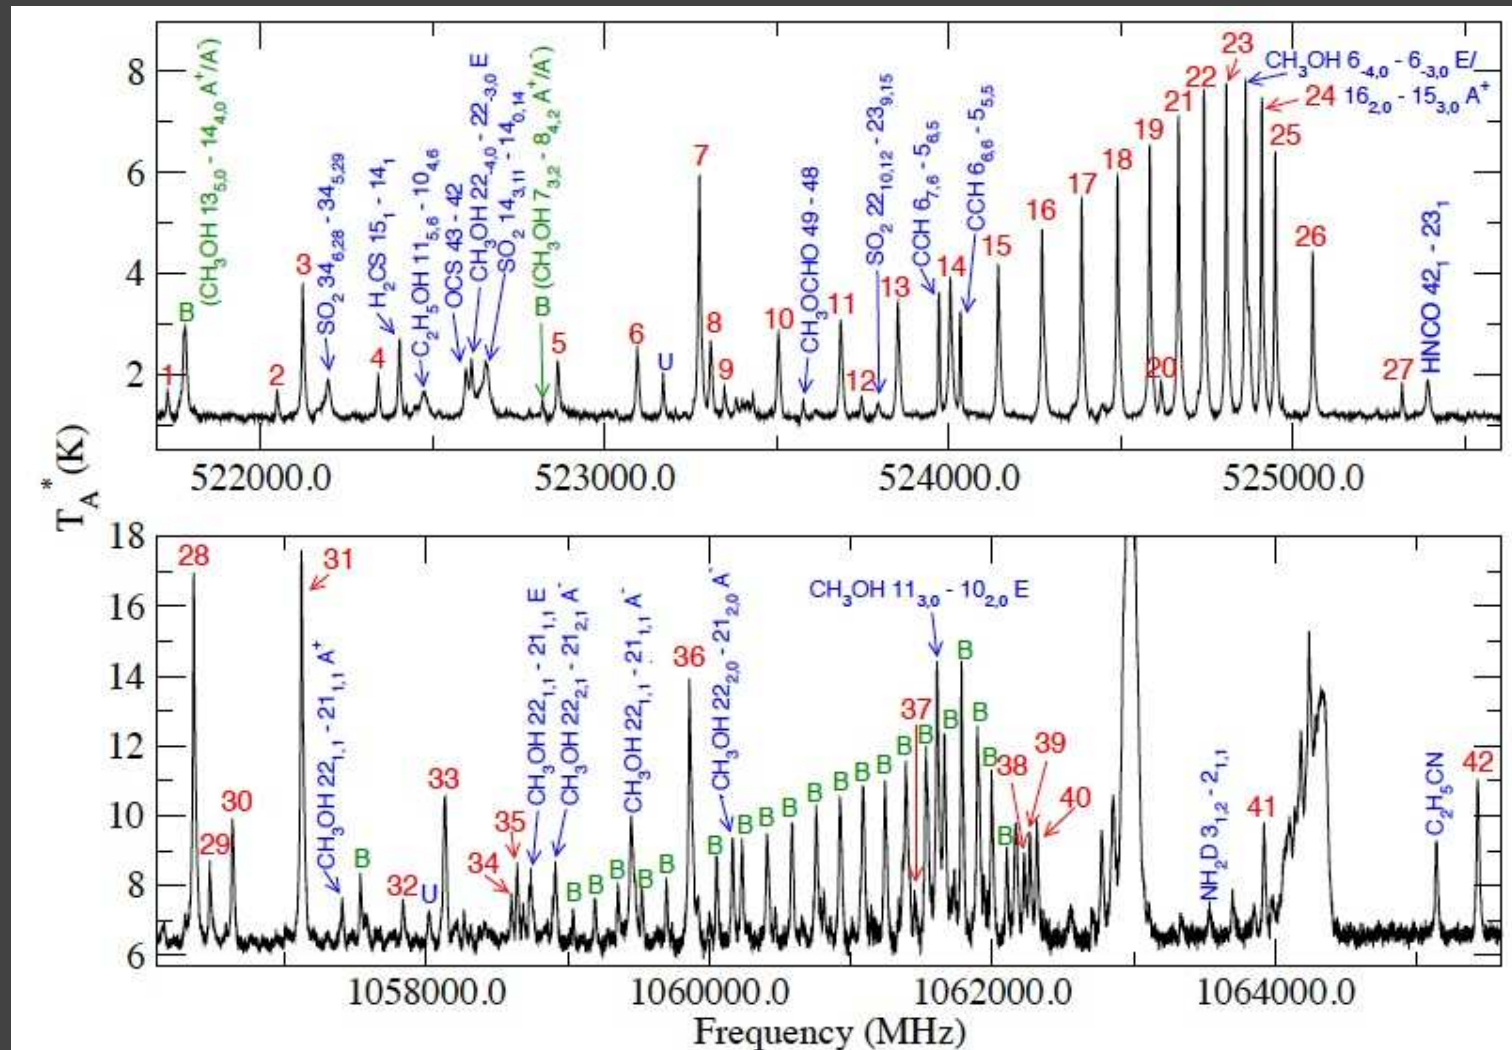 T_A^* (K)
8
6
4
2
1
B
(CH₃OH 13₅,₀ - 14₄,₀ A⁺/A⁻)
2
3
SO₂ 34₆,₂₈ - 34₅,₂₉
4
H₂CS 15₁ - 14₁
C₂H₅OH 11₅,₆ - 10₄,₆
OCS 43 - 42
CH₃OH 22₋₄,₀ - 22₋₃,₀ E
SO₂ 14₃,₁₁ - 14₀,₁₄
B (CH₃OH 7₃,₂ - 8₄,₂ A⁺/A⁻)
5
6
U
7
8
9
10
CH₃OCHO 49 - 48
11
12
SO₂ 22₁₀,₁₂ - 23₉,₁₅
13
CCH 6₇,₆ - 5₆,₅
14
CCH 6₆,₆ - 5₅,₅
15
16
17
18
19
20
21
22
23
CH₃OH 6₋₄,₀ - 6₋₃,₀ E/
16₂,₀ - 15₃,₀ A⁺
24
25
26
27
HNCO 42₁ - 23₁
522000.0 523000.0 524000.0 525000.0
18
16
14
12
10
8
6
28
29
30
31
CH₃OH 22₁,₁ - 21₁,₁ A⁺
B
32
U
33
34
35
CH₃OH 22₁,₁ - 21₁,₁ E
CH₃OH 22₂,₁ - 21₂,₁ A⁻
B
B
B
CH₃OH 22₁,₁ - 21₁,₁ A⁻
B
B
36
B
CH₃OH 22₂,₀ - 21₂,₀ A⁻
B
B
B
B
B
B
B
B
37
B
CH₃OH 11₃,₀ - 10₂,₀ E
B
B
B
B
B
38
39
40
NH₂D 3₁,₂ - 2₁,₁
41
C₂H₅CN
42
1058000.0 1060000.0 1062000.0 1064000.0
Frequency (MHz)